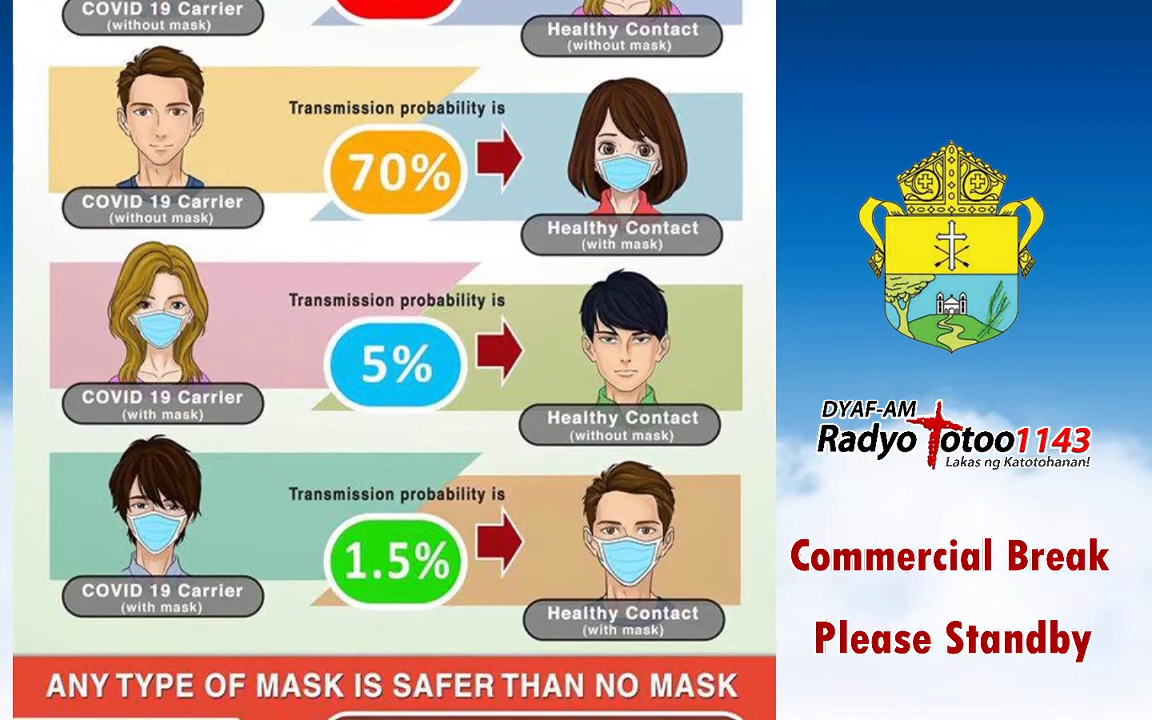 COVID 19 Carrier
(without mask)
Healthy Contact
(without mask)
Transmission probability is
70%
COVID 19 Carrier
(without mask)
Healthy Contact
(with mask)
Transmission probability is
5%
COVID 19 Carrier
(with mask)
Healthy Contact
(without mask)
Transmission probability is
1.5%
COVID 19 Carrier
(with mask)
Healthy Contact
(with mask)
ANY TYPE OF MASK IS SAFER THAN NO MASK
DYAF-AM
Radyo Totoo 1143
Lakas ng Katotohanan!
Commercial Break
Please Standby